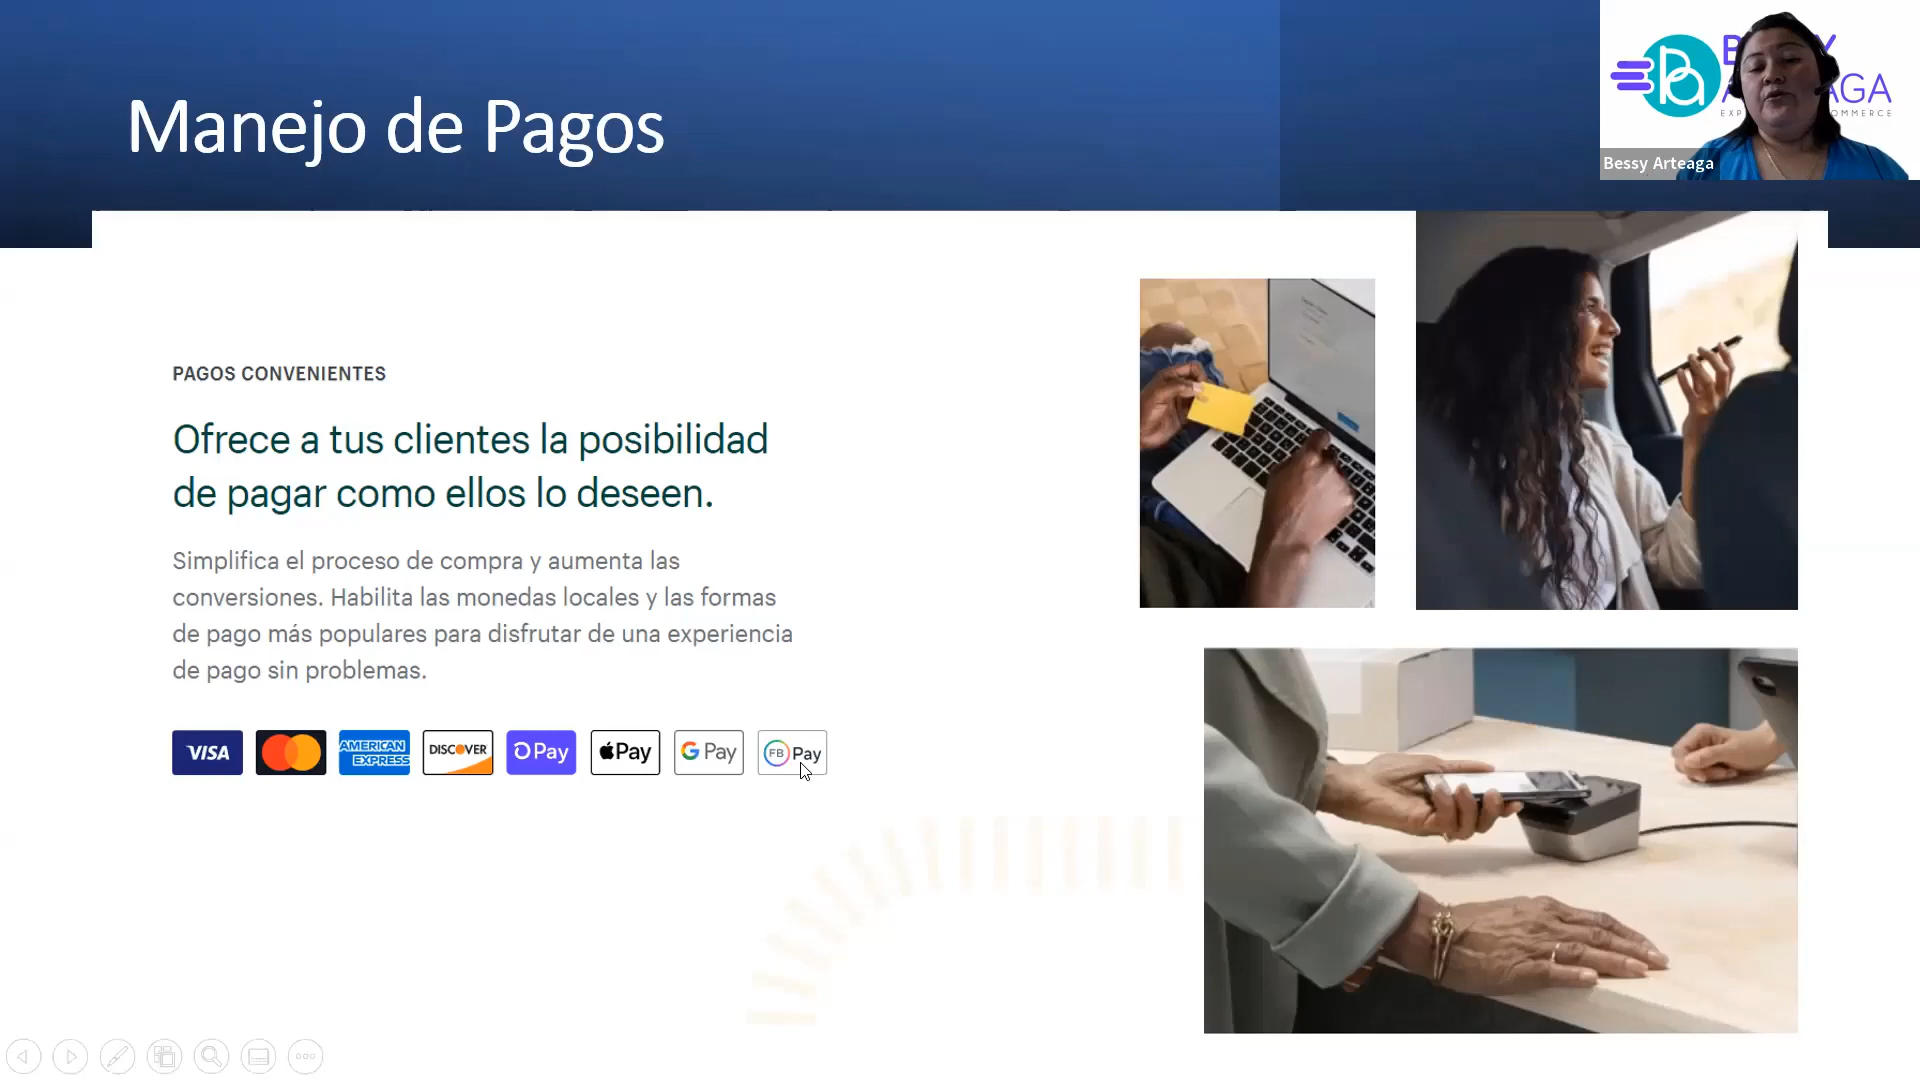 Manejo de Pagos
Bessy Arteaga
PAGOS CONVENIENTES
Ofrece a tus clientes la posibilidad
de pagar como ellos lo deseen.
Simplifica el proceso de compra y aumenta las
conversiones. Habilita las monedas locales y las formas
de pago más populares para disfrutar de una experiencia
de pago sin problemas.
VISA
AMERICAN EXPRESS
DISCOVER
Pay
Pay
G Pay
FB Pay